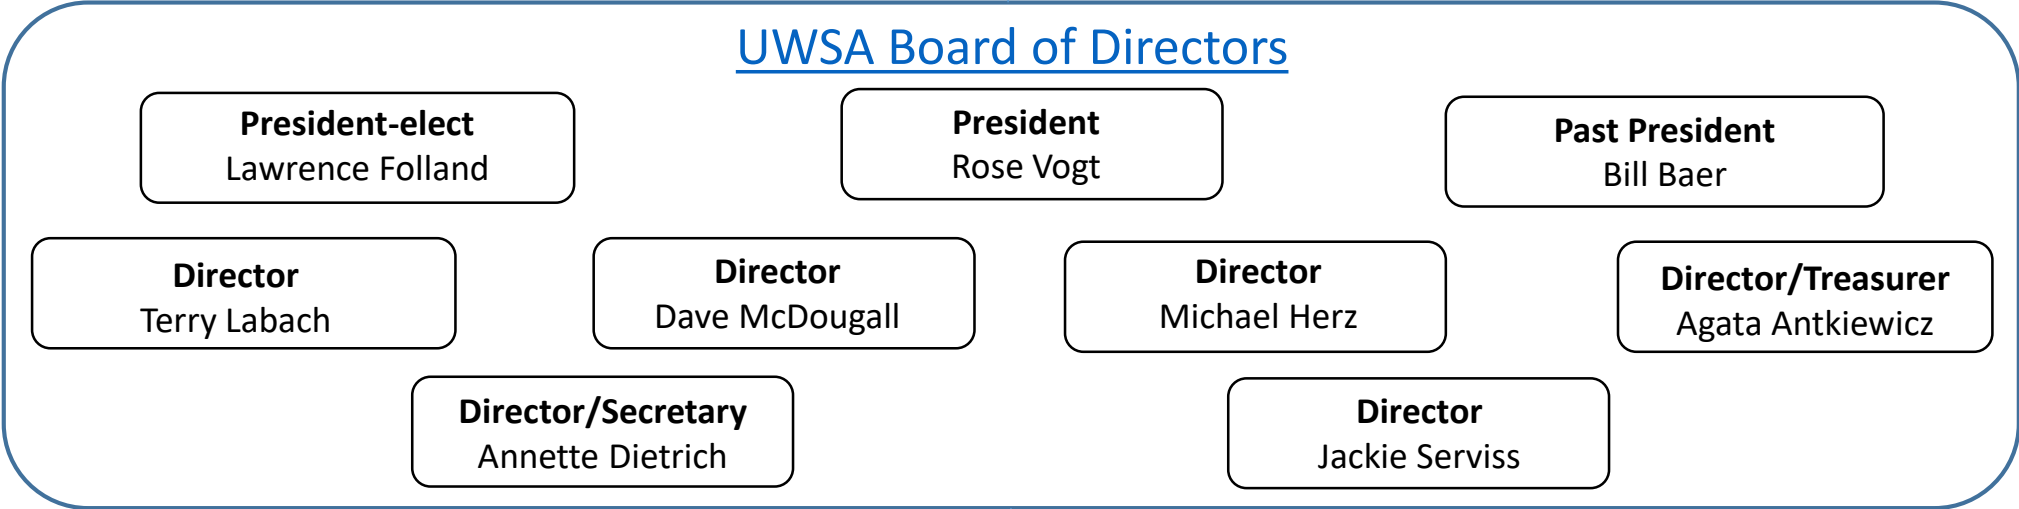 UWSA Board of Directors
President-elect
Lawrence Folland
President
Rose Vogt
Past President
Bill Baer
Director
Terry Labach
Director
Dave McDougall
Director
Michael Herz
Director/Treasurer
Agata Antkiewicz
Director/Secretary
Annette Dietrich
Director
Jackie Serviss